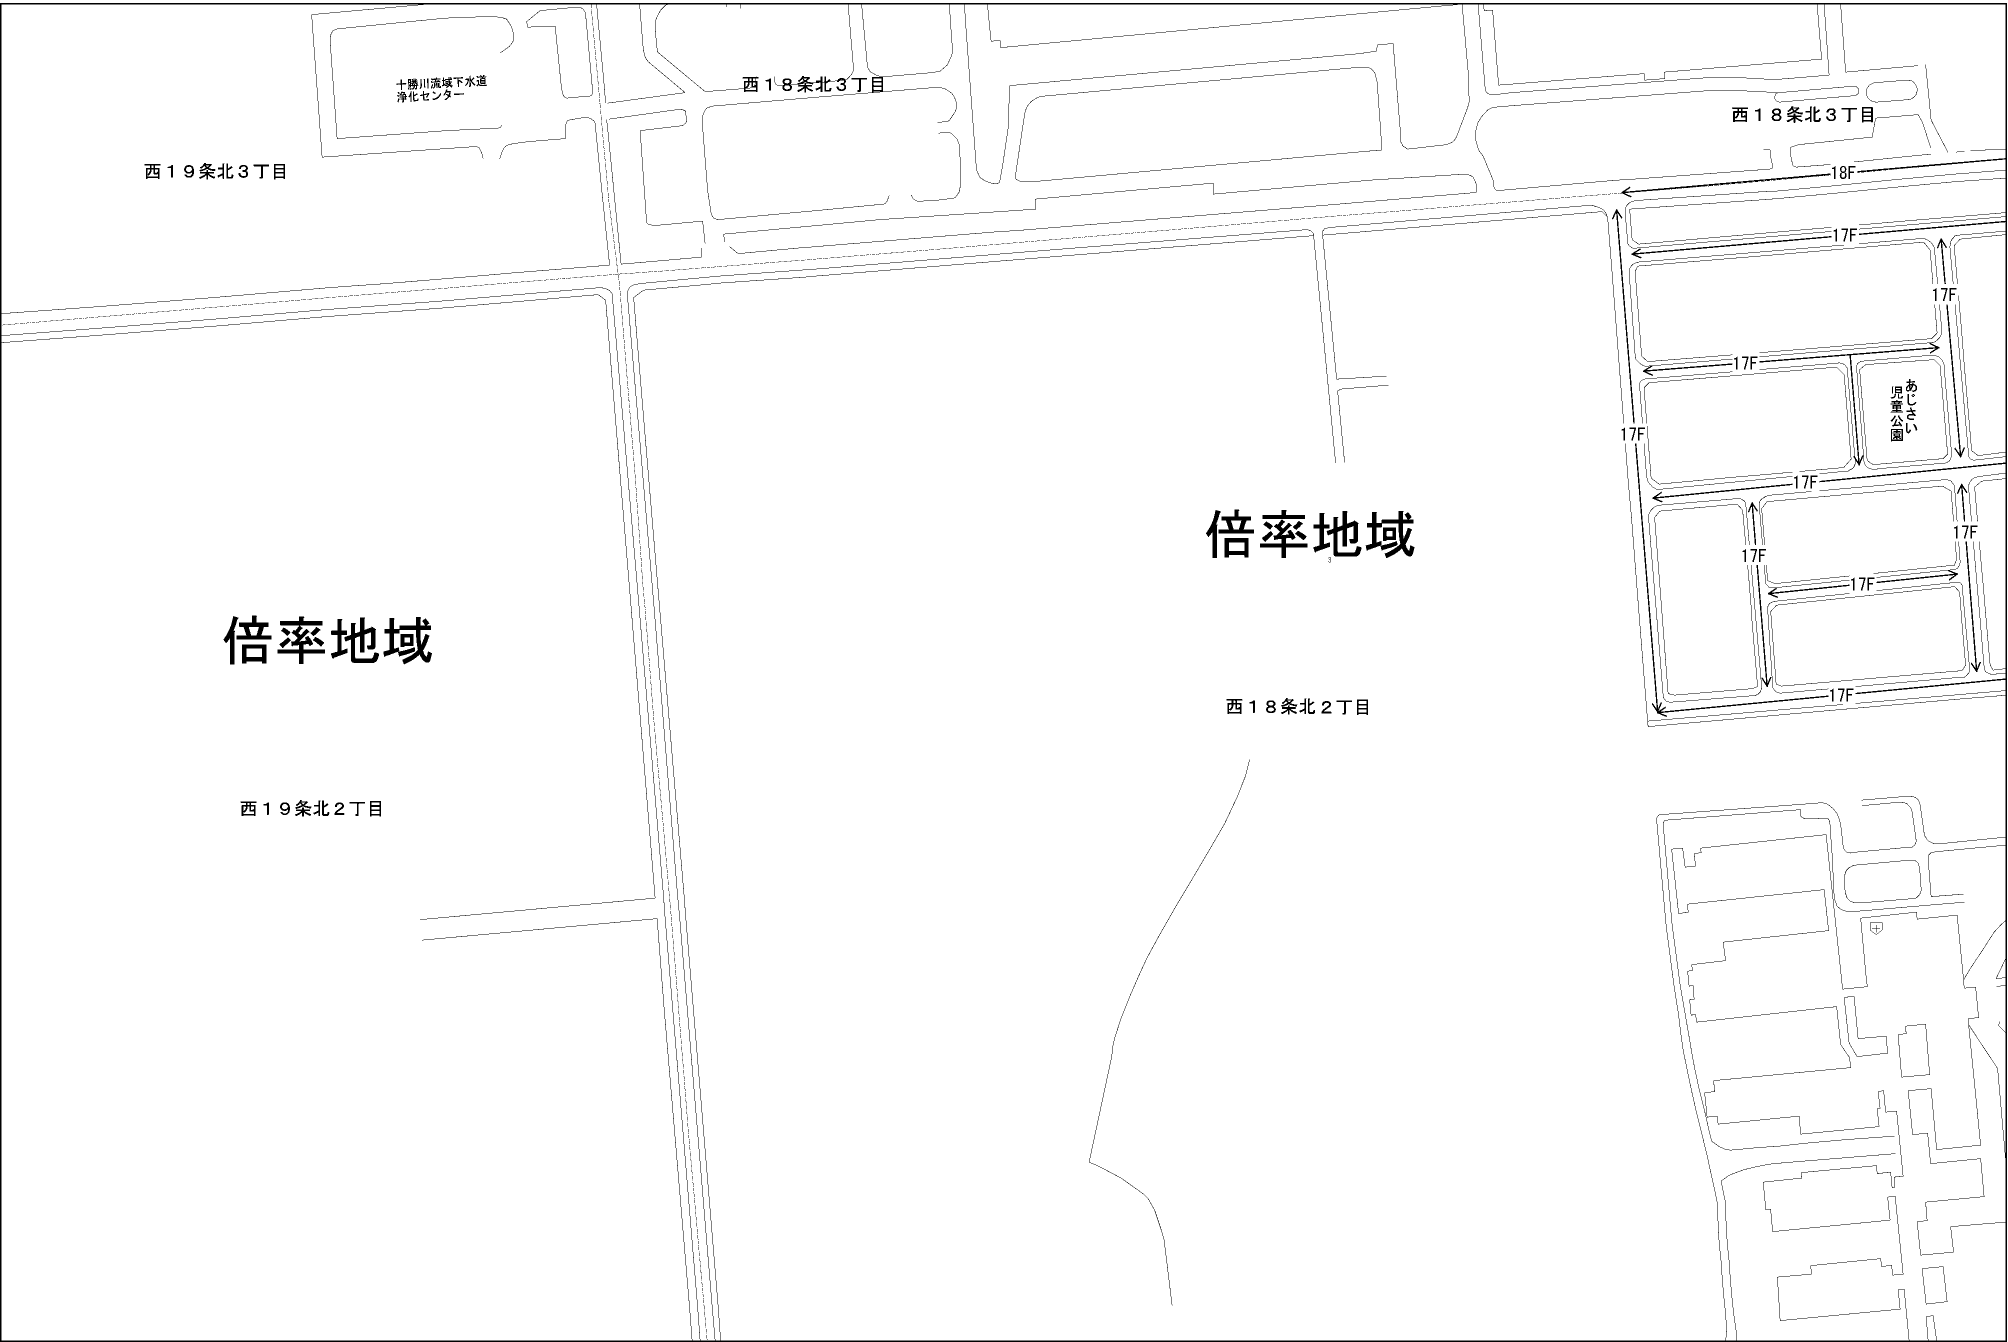 十勝川流域下水道
浄化センター
西１８条北３丁目
西１８条北３丁目
西１９条北３丁目
18F
17F
17F
17F
あじさい
児童公園
17F
17F
17F
17F
17F
17F
倍率地域
3
倍率地域
西１８条北２丁目
西１９条北２丁目